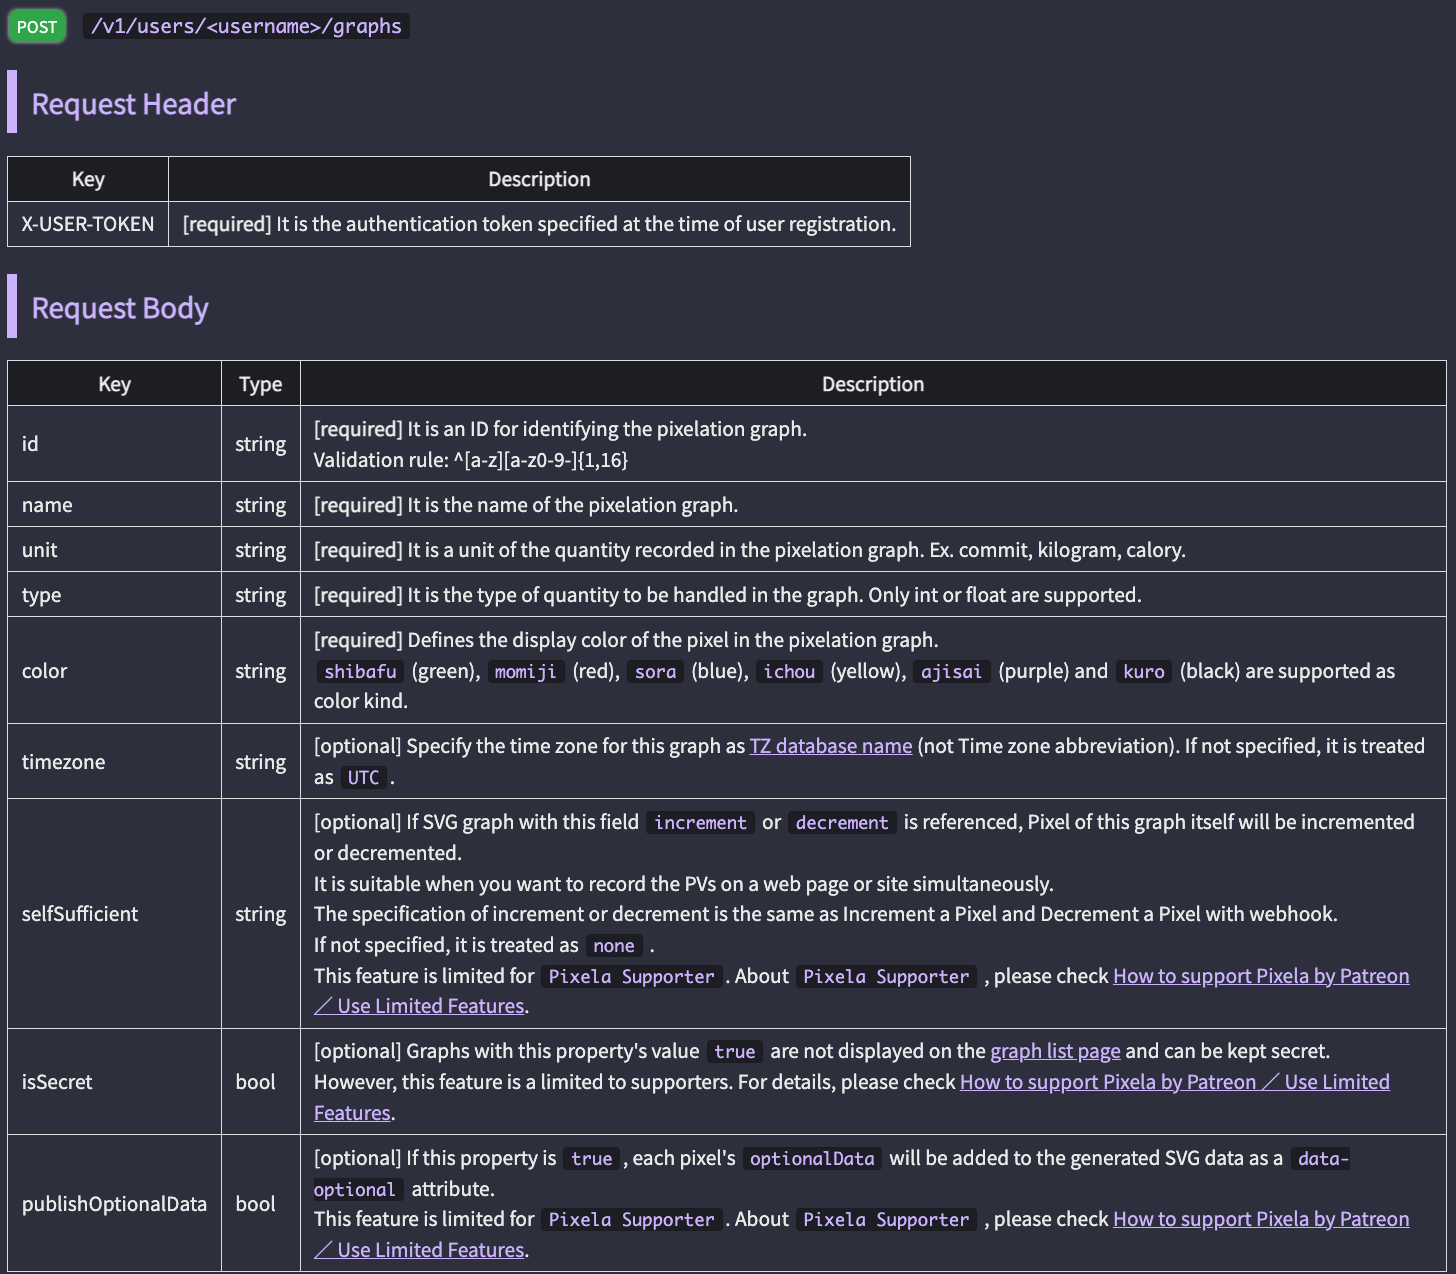 POST /v1/users/<username>/graphs
Request Header
Key Description
X-USER-TOKEN [required] It is the authentication token specified at the time of user registration.
Request Body
Key Type Description
id string [required] It is an ID for identifying the pixelation graph.
Validation rule: ^[a-z][a-z0-9-]{1,16}
name string [required] It is the name of the pixelation graph.
unit string [required] It is a unit of the quantity recorded in the pixelation graph. Ex. commit, kilogram, calory.
type string [required] It is the type of quantity to be handled in the graph. Only int or float are supported.
color string [required] Defines the display color of the pixel in the pixelation graph.
shibafu (green), momiji (red), sora (blue), ichou (yellow), ajisai (purple) and kuro (black) are supported as
color kind.
timezone string [optional] Specify the time zone for this graph as TZ database name (not Time zone abbreviation). If not specified, it is treated
as UTC .
selfSufficient string [optional] If SVG graph with this field increment or decrement is referenced, Pixel of this graph itself will be incremented
or decremented.
It is suitable when you want to record the PVs on a web page or site simultaneously.
The specification of increment or decrement is the same as Increment a Pixel and Decrement a Pixel with webhook.
If not specified, it is treated as none .
This feature is limited for Pixela Supporter . About Pixela Supporter , please check How to support Pixela by Patreon
／ Use Limited Features.
isSecret bool [optional] Graphs with this property's value true are not displayed on the graph list page and can be kept secret.
However, this feature is a limited to supporters. For details, please check How to support Pixela by Patreon ／ Use Limited
Features.
publishOptionalData bool [optional] If this property is true , each pixel's optionalData will be added to the generated SVG data as a data-
optional attribute.
This feature is limited for Pixela Supporter . About Pixela Supporter , please check How to support Pixela by Patreon
／ Use Limited Features.